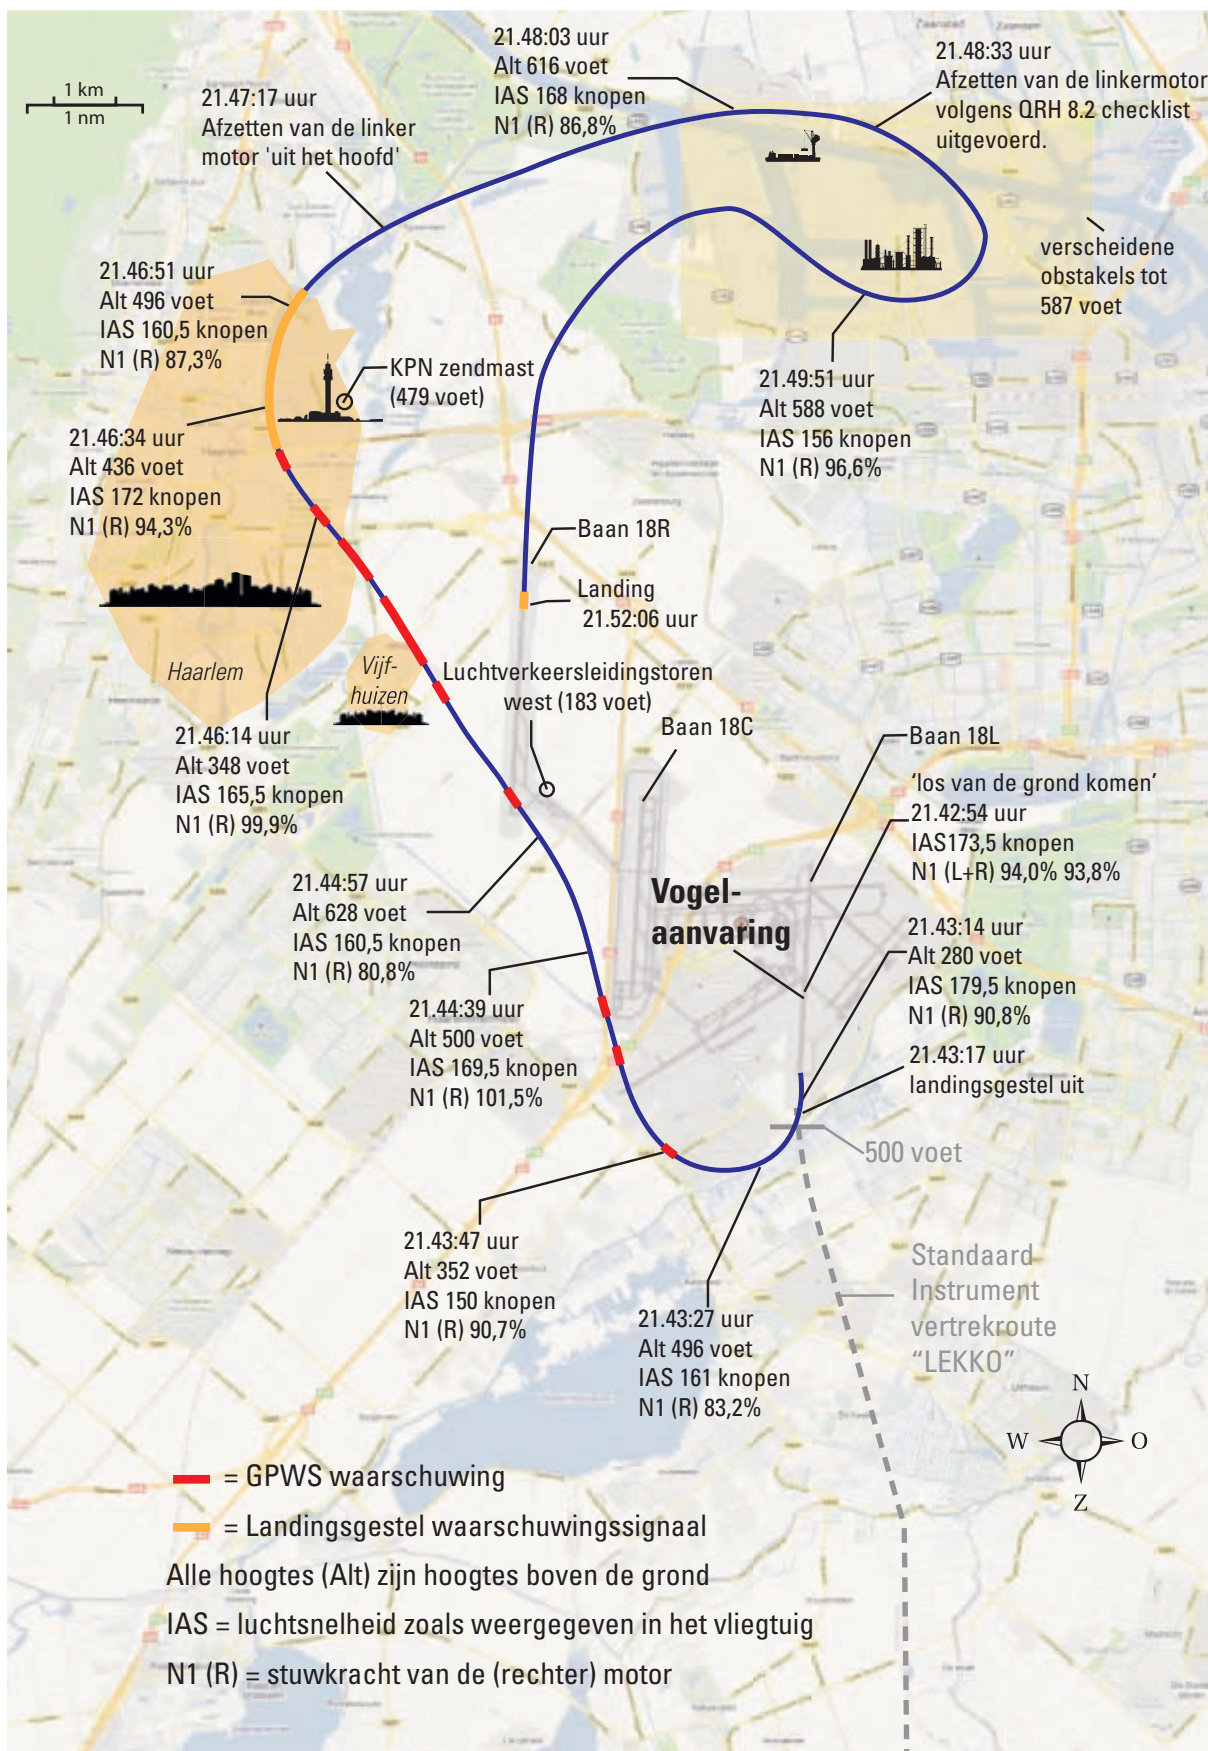 21.48:03 uur
Alt 616 voet
IAS 168 knopen
N1 (R) 86,8%
21.48:33 uur
Afzetten van de linkermotor
volgens QRH 8.2 checklist
uitgevoerd.
1 km
1 nm
21.47:17 uur
Afzetten van de linker
motor 'uit het hoofd'
verscheidene
obstakels tot
587 voet
21.46:51 uur
Alt 496 voet
IAS 160,5 knopen
N1 (R) 87,3%
KPN zendmast
(479 voet)
21.49:51 uur
Alt 588 voet
IAS 156 knopen
N1 (R) 96,6%
21.46:34 uur
Alt 436 voet
IAS 172 knopen
N1 (R) 94,3%
Baan 18R
Landing
21.52:06 uur
Haarlem
Vijf-
huizen
Luchtverkeersleidingstoren
west (183 voet)
21.46:14 uur
Alt 348 voet
IAS 165,5 knopen
N1 (R) 99,9%
Baan 18C
Baan 18L
'los van de grond komen’
21.42:54 uur
IAS173,5 knopen
N1 (L+R) 94,0% 93,8%
21.44:57 uur
Alt 628 voet
IAS 160,5 knopen
N1 (R) 80,8%
Vogel-
aanvaring
21.43:14 uur
Alt 280 voet
IAS 179,5 knopen
N1 (R) 90,8%
21.44:39 uur
Alt 500 voet
IAS 169,5 knopen
N1 (R) 101,5%
21.43:17 uur
landingsgestel uit
500 voet
21.43:47 uur
Alt 352 voet
IAS 150 knopen
N1 (R) 90,7%
Standaard
Instrument
vertrekroute
“LEKKO”
21.43:27 uur
Alt 496 voet
IAS 161 knopen
N1 (R) 83,2%
N
W
O
Z
= GPWS waarschuwing
= Landingsgestel waarschuwingssignaal
Alle hoogtes (Alt) zijn hoogtes boven de grond
IAS = luchtsnelheid zoals weergegeven in het vliegtuig
N1 (R) = stuwkracht van de (rechter) motor